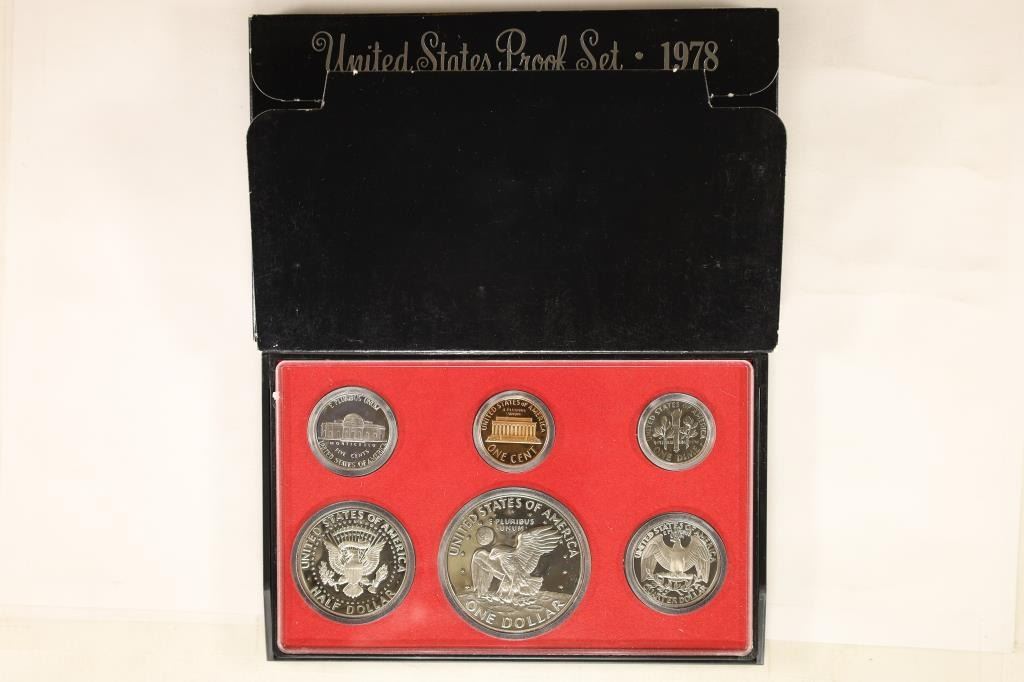 United States Proof Set · 1978
E PLURIBUS UNUM
MONTICELLO
FIVE CENTS
UNITED STATES OF AMERICA
UNITED STATES OF AMERICA
E PLURIBUS
UNUM
ONE CENT
UNITED STATES OF AMERICA
ONE DIME
UNITED STATES OF AMERICA
HALF DOLLAR
UNITED STATES OF AMERICA
E PLURIBUS
UNUM
ONE DOLLAR
UNITED STATES OF AMERICA
QUARTER DOLLAR